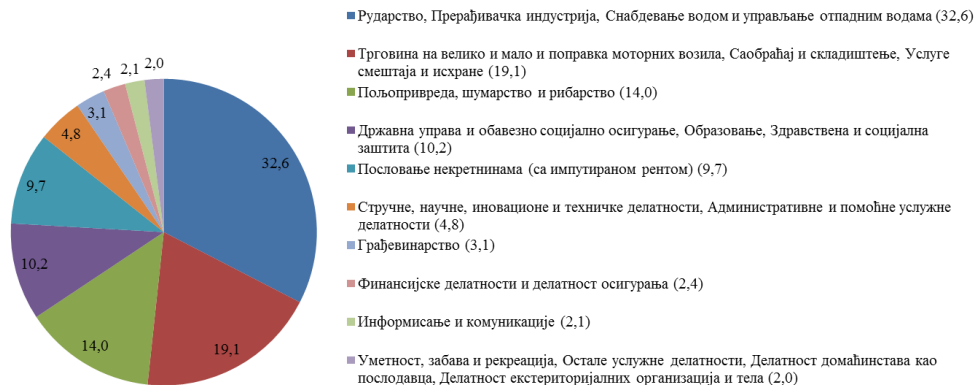 Рударство, Прерађивачка индустрија, Снабдевање водом и управљање отпадним водама (32,6)
Трговина на велико и мало и поправка моторних возила, Саобраћај и складиштење, Услуге
смештаја и исхране (19,1)
Пољопривреда, шумарство и рибарство (14,0)
Државна управа и обавезно социјално осигурање, Образовање, Здравствена и социјална
заштита (10,2)
Пословање некретнинама (са импутираном рентом) (9,7)
Стручне, научне, иновационе и техничке делатности, Административне и помоћне услужне
делатности (4,8)
Грађевинарство (3,1)
Финансијске делатности и делатност осигурања (2,4)
Информисање и комуникације (2,1)
Уметност, забава и рекреација, Остале услужне делатности, Делатност домаћинстава као
послодавца, Делатност екстериторијалних организација и тела (2,0)
32,6
19,1
14,0
10,2
9,7
4,8
3,1
2,4
2,1
2,0